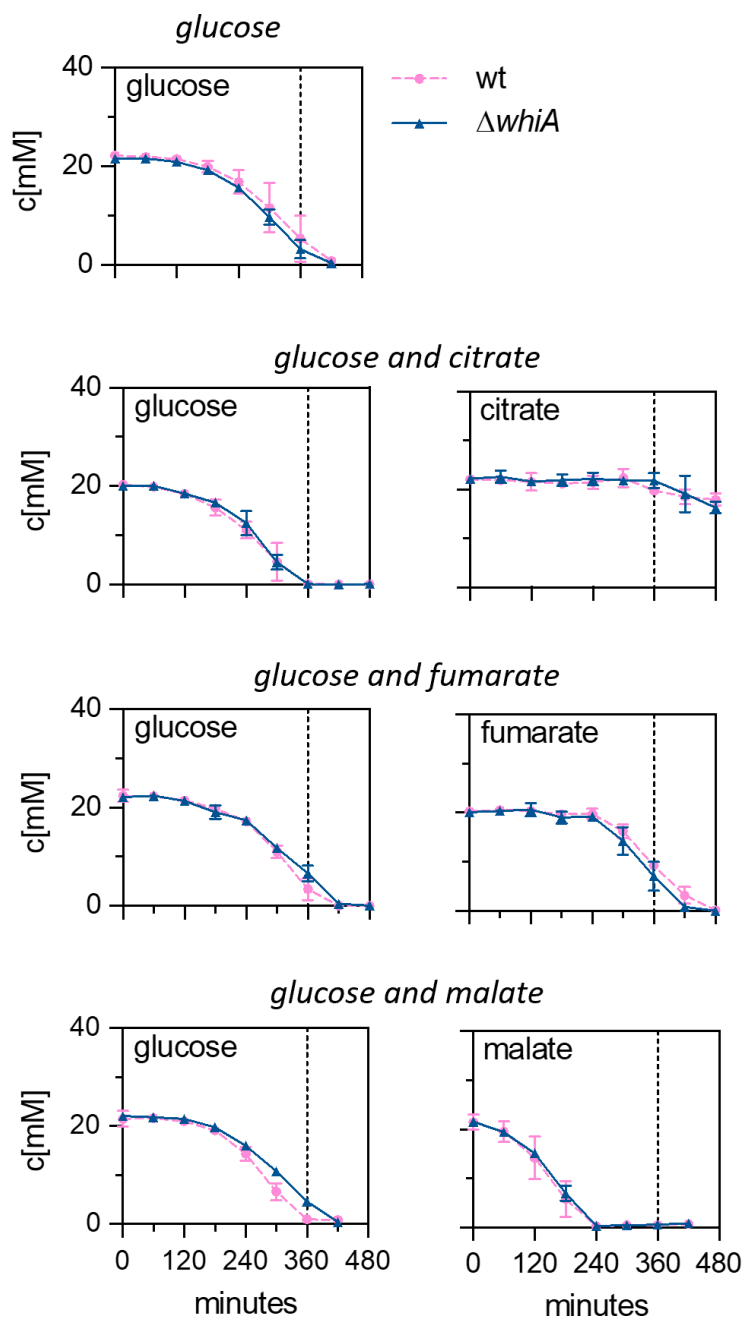 glucose
40
20
0
c[mM]
glucose
wt
ΔwhiA
glucose and citrate
40
20
0
c[mM]
glucose
citrate
glucose and fumarate
40
20
0
c[mM]
glucose
fumarate
glucose and malate
40
20
0
c[mM]
glucose
malate
0 120 240 360 480
minutes
0 120 240 360 480
minutes